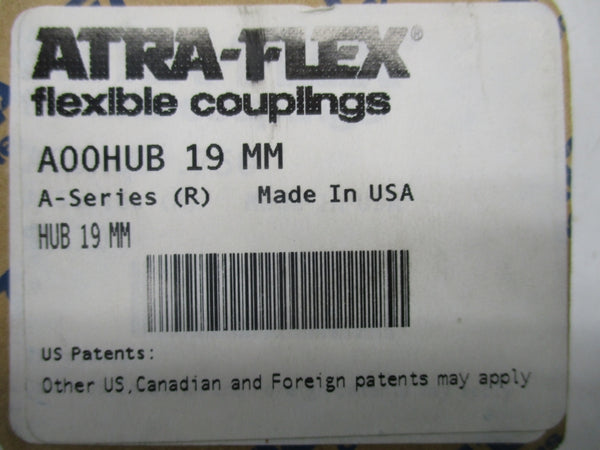 ATRA-FLEX®
flexible couplings
A00HUB 19 MM
A-Series (R) Made In USA
HUB 19 MM
US Patents:
Other US,Canadian and Foreign patents may apply